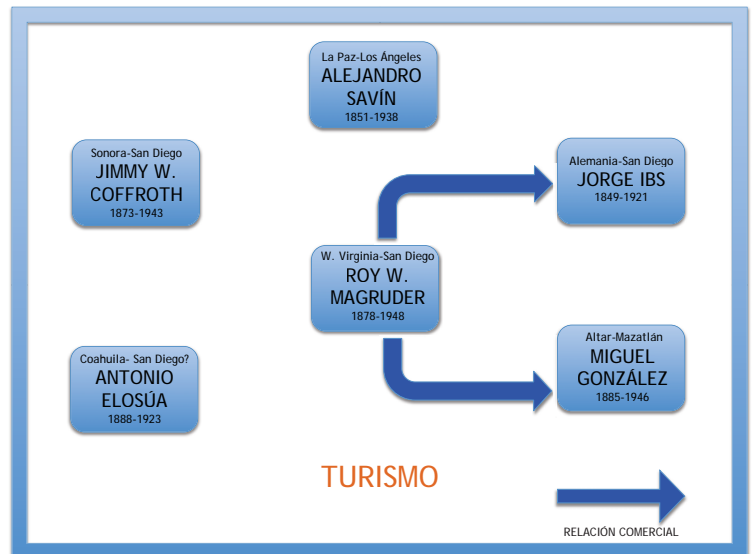 La Paz-Los Ángeles
ALEJANDRO
SAVÍN
1851-1938
Sonora-San Diego
JIMMY W.
COFFROTH
1873-1943
Alemania-San Diego
JORGE IBS
1849-1921
W. Virginia-San Diego
ROY W.
MAGRUDER
1878-1948
Coahuila- San Diego?
ANTONIO
ELOSÚA
1888-1923
Altar-Mazatlán
MIGUEL
GONZÁLEZ
1885-1946
TURISMO
RELACIÓN COMERCIAL